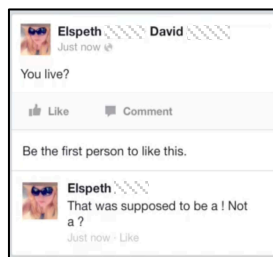 Elspeth David
Just now
You live?
Like Comment
Be the first person to like this.
Elspeth
That was supposed to be a ! Not
a ?
Just now · Like